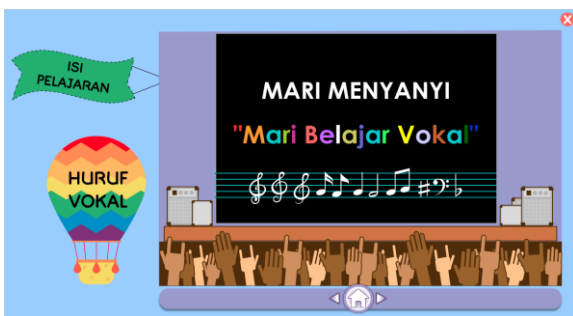 ISI
PELAJARAN
HURUF
VOKAL
MARI MENYANYI
"Mari Belajar Vokal"